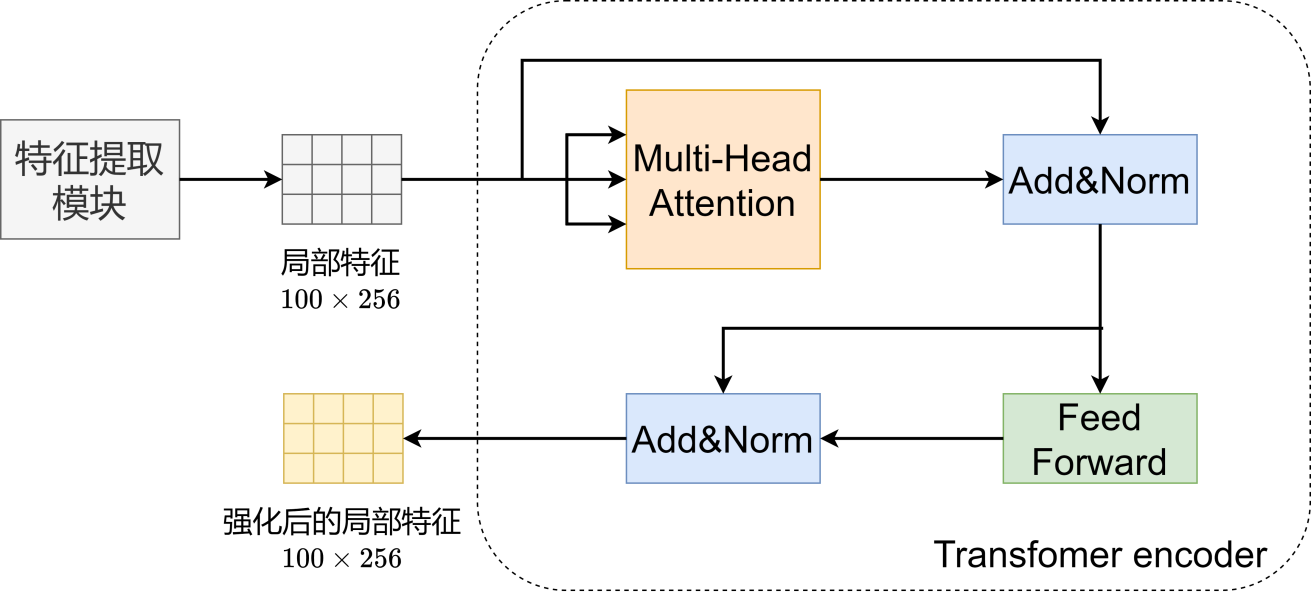 特征提取
模块
局部特征
100 × 256
Multi-Head
Attention
Add&Norm
Add&Norm
Feed
Forward
强化后的局部特征
100 × 256
Transfomer encoder